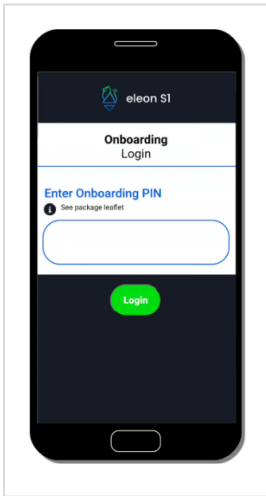 eleon S1
Onboarding
Login
Enter Onboarding PIN
See package leaflet
Login